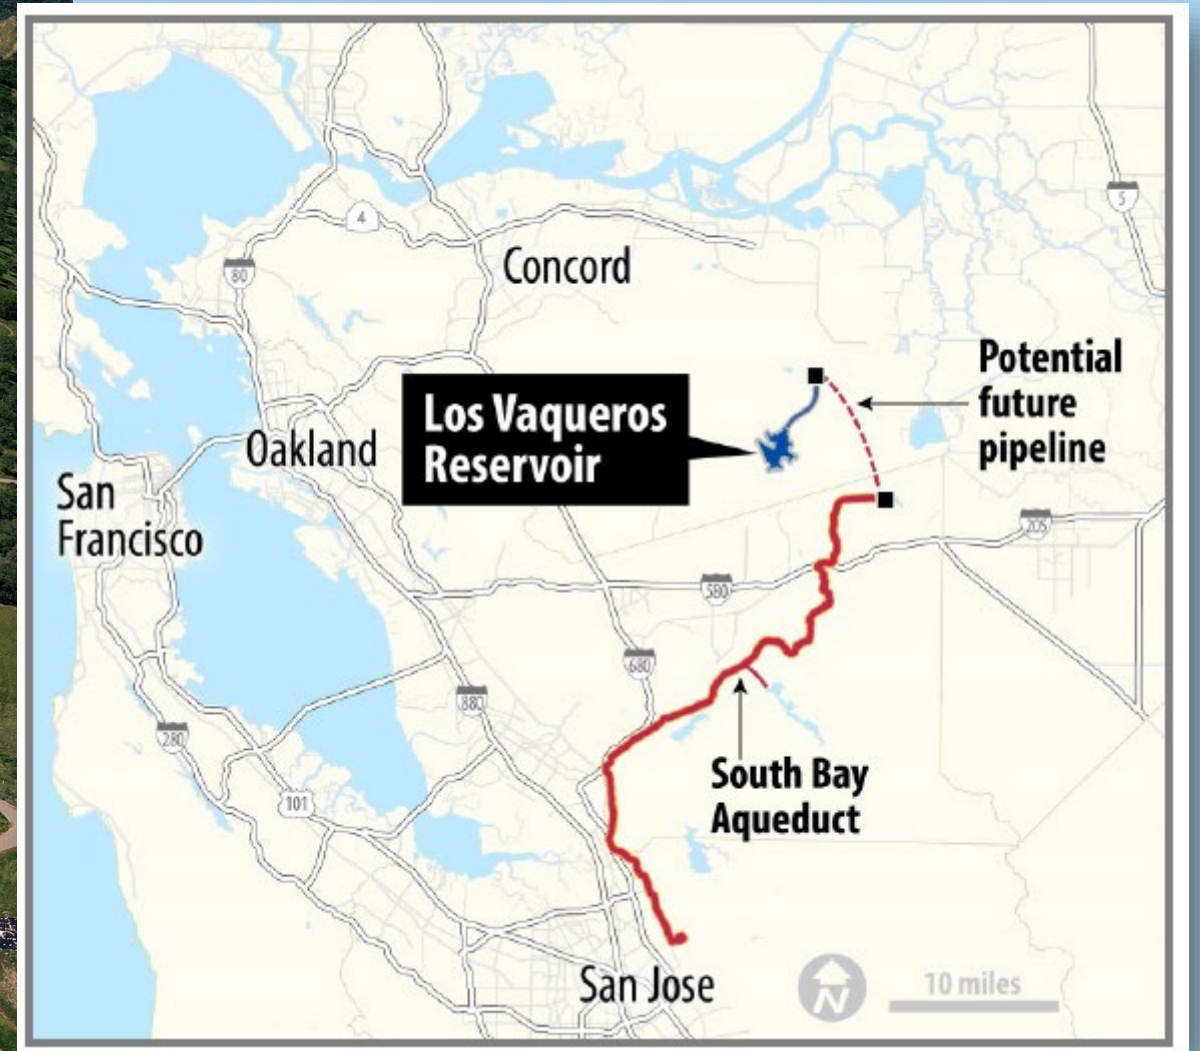 5
4
80
Concord
Potential
future
pipeline
Los Vaqueros
Reservoir
Oakland
San
Francisco
205
580
680
880
280
101
South Bay
Aqueduct
San Jose
N
10 miles